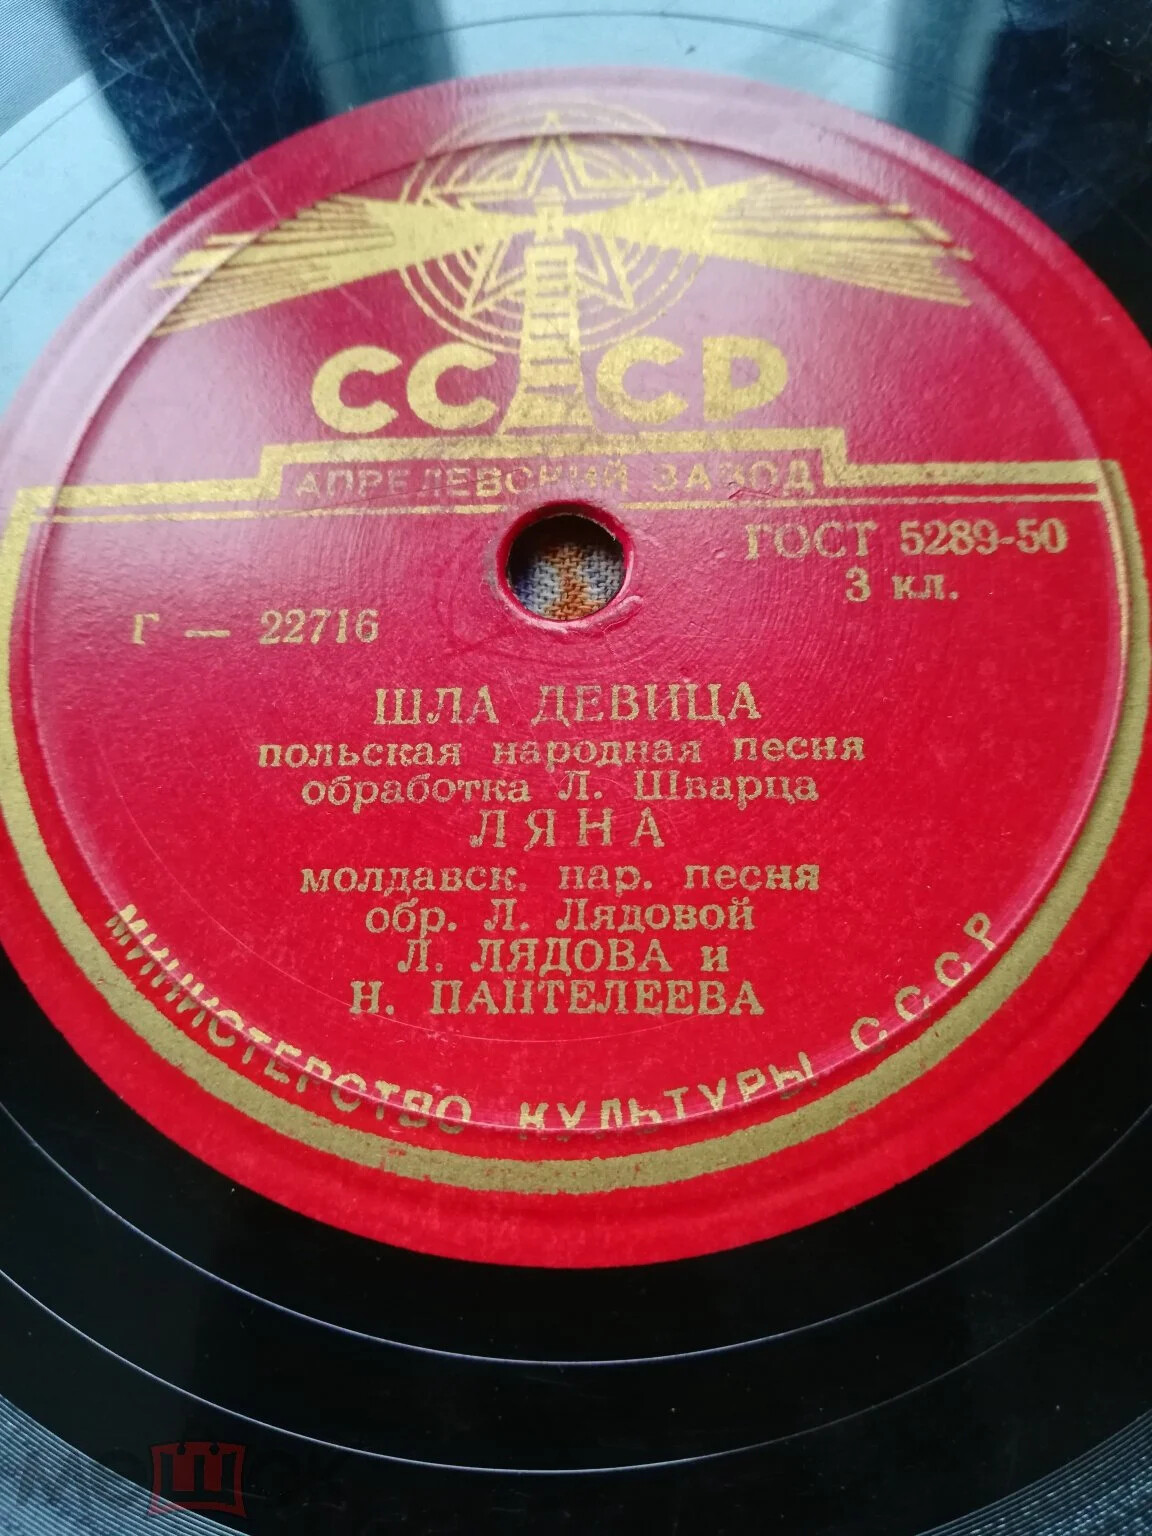 СССР
АПРЕЛЕВСКИЙ ЗАВОД
ГОСТ 5289-50
3 кл.
Г — 22716
ШЛА ДЕВИЦА
польская народная песня
обработка Л. Шварца
ЛЯНА
молдавск. нар. песня
обр. Л. Лядовой
Л. ЛЯДОВА и
Н. ПАНТЕЛЕЕВА
МИНИСТЕРСТВО КУЛЬТУРЫ СССР